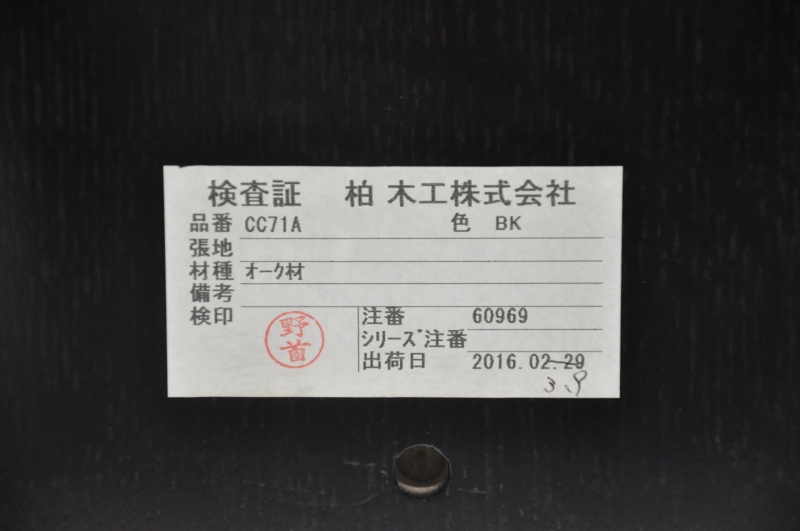 検査証 柏木工株式会社
品番 CC71A 色 BK
張地
材種 オーク材
備考
検印 野首 注番 60969
シリーズ注番
出荷日 2016.02.29
3.9